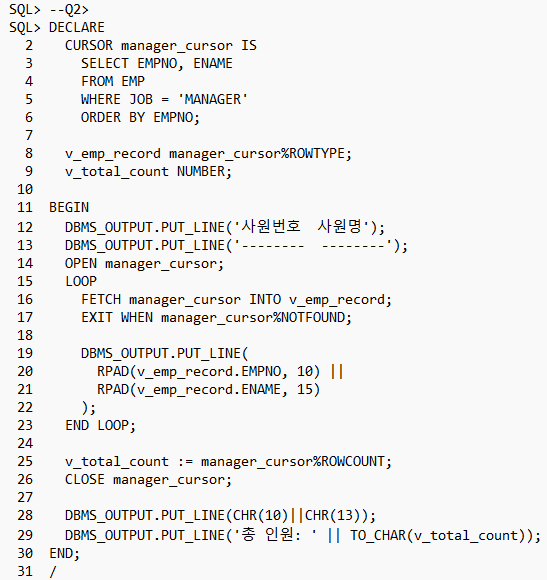 SQL> --Q2>
SQL> DECLARE
  2    CURSOR manager_cursor IS
  3      SELECT EMPNO, ENAME
  4      FROM EMP
  5      WHERE JOB = 'MANAGER'
  6      ORDER BY EMPNO;
  7
  8    v_emp_record manager_cursor%ROWTYPE;
  9    v_total_count NUMBER;
 10
 11  BEGIN
 12    DBMS_OUTPUT.PUT_LINE('사원번호  사원명');
 13    DBMS_OUTPUT.PUT_LINE('--------  --------');
 14    OPEN manager_cursor;
 15    LOOP
 16      FETCH manager_cursor INTO v_emp_record;
 17      EXIT WHEN manager_cursor%NOTFOUND;
 18
 19      DBMS_OUTPUT.PUT_LINE(
 20        RPAD(v_emp_record.EMPNO, 10) ||
 21        RPAD(v_emp_record.ENAME, 15)
 22      );
 23    END LOOP;
 24
 25    v_total_count := manager_cursor%ROWCOUNT;
 26    CLOSE manager_cursor;
 27
 28    DBMS_OUTPUT.PUT_LINE(CHR(10)||CHR(13));
 29    DBMS_OUTPUT.PUT_LINE('총 인원: ' || TO_CHAR(v_total_count));
 30  END;
 31  /